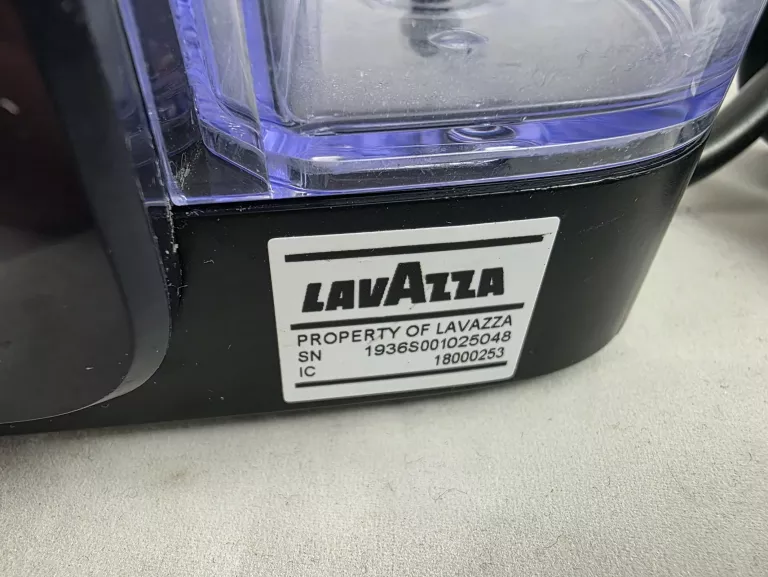 LAVAZZA
PROPERTY OF LAVAZZA
SN 1936S001025048
IC 18000253